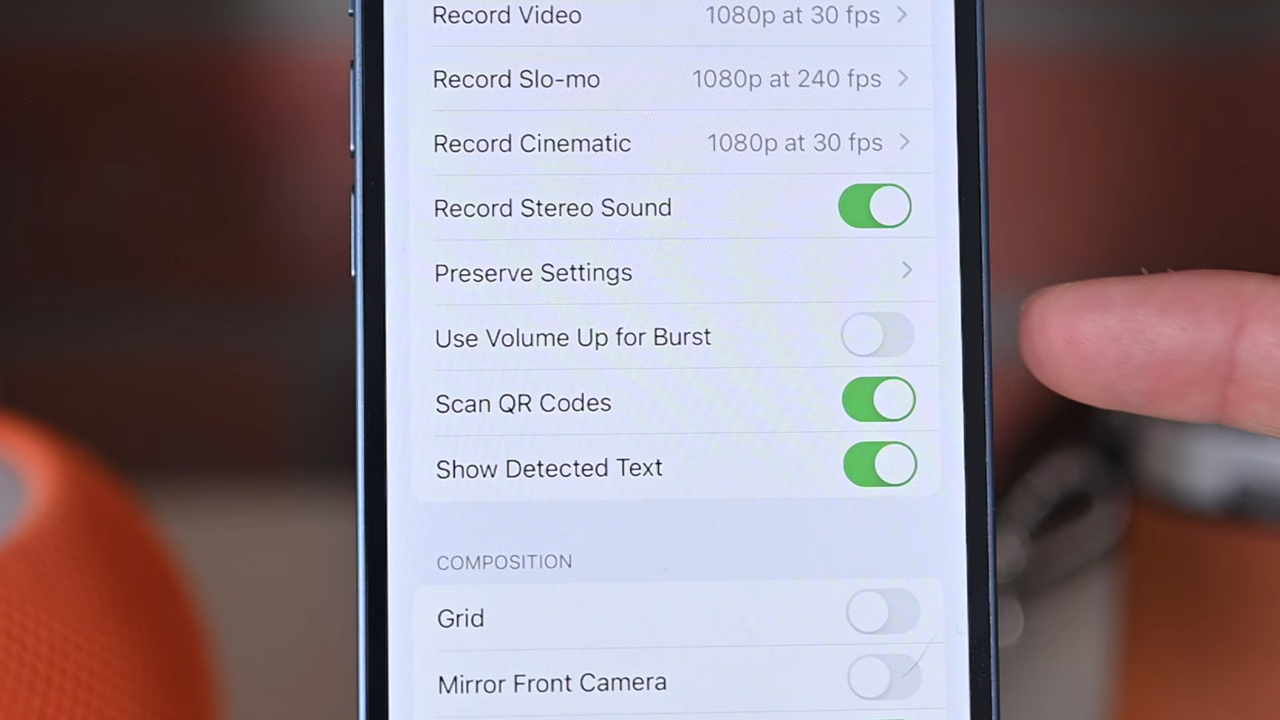 Record Video 1080p at 30 fps
Record Slo-mo 1080p at 240 fps
Record Cinematic 1080p at 30 fps
Record Stereo Sound
Preserve Settings
Use Volume Up for Burst
Scan QR Codes
Show Detected Text
COMPOSITION
Grid
Mirror Front Camera